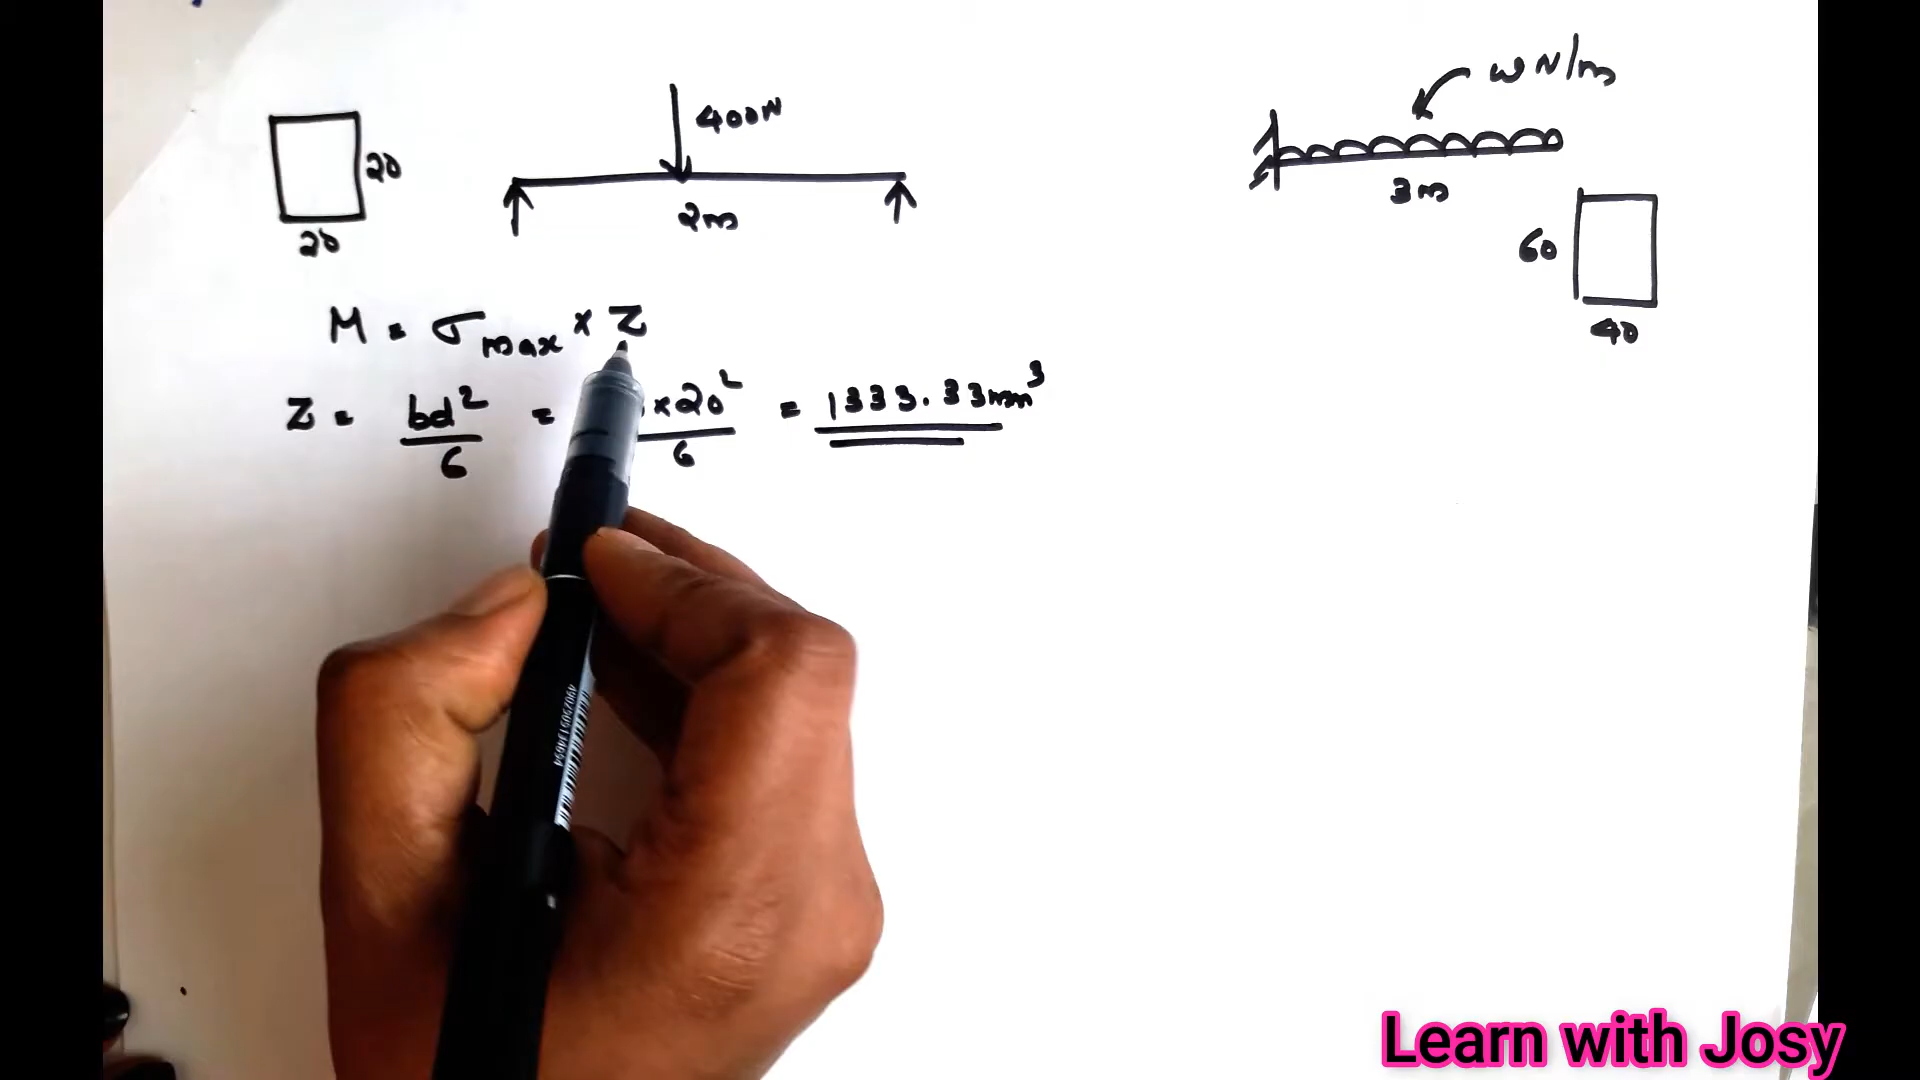 400N
20
20
2m
w N/m
3m
60
40
M = σmax × Z
Z = bd²/6 = × 20²/6 = 1333.33mm³
Learn with Josy